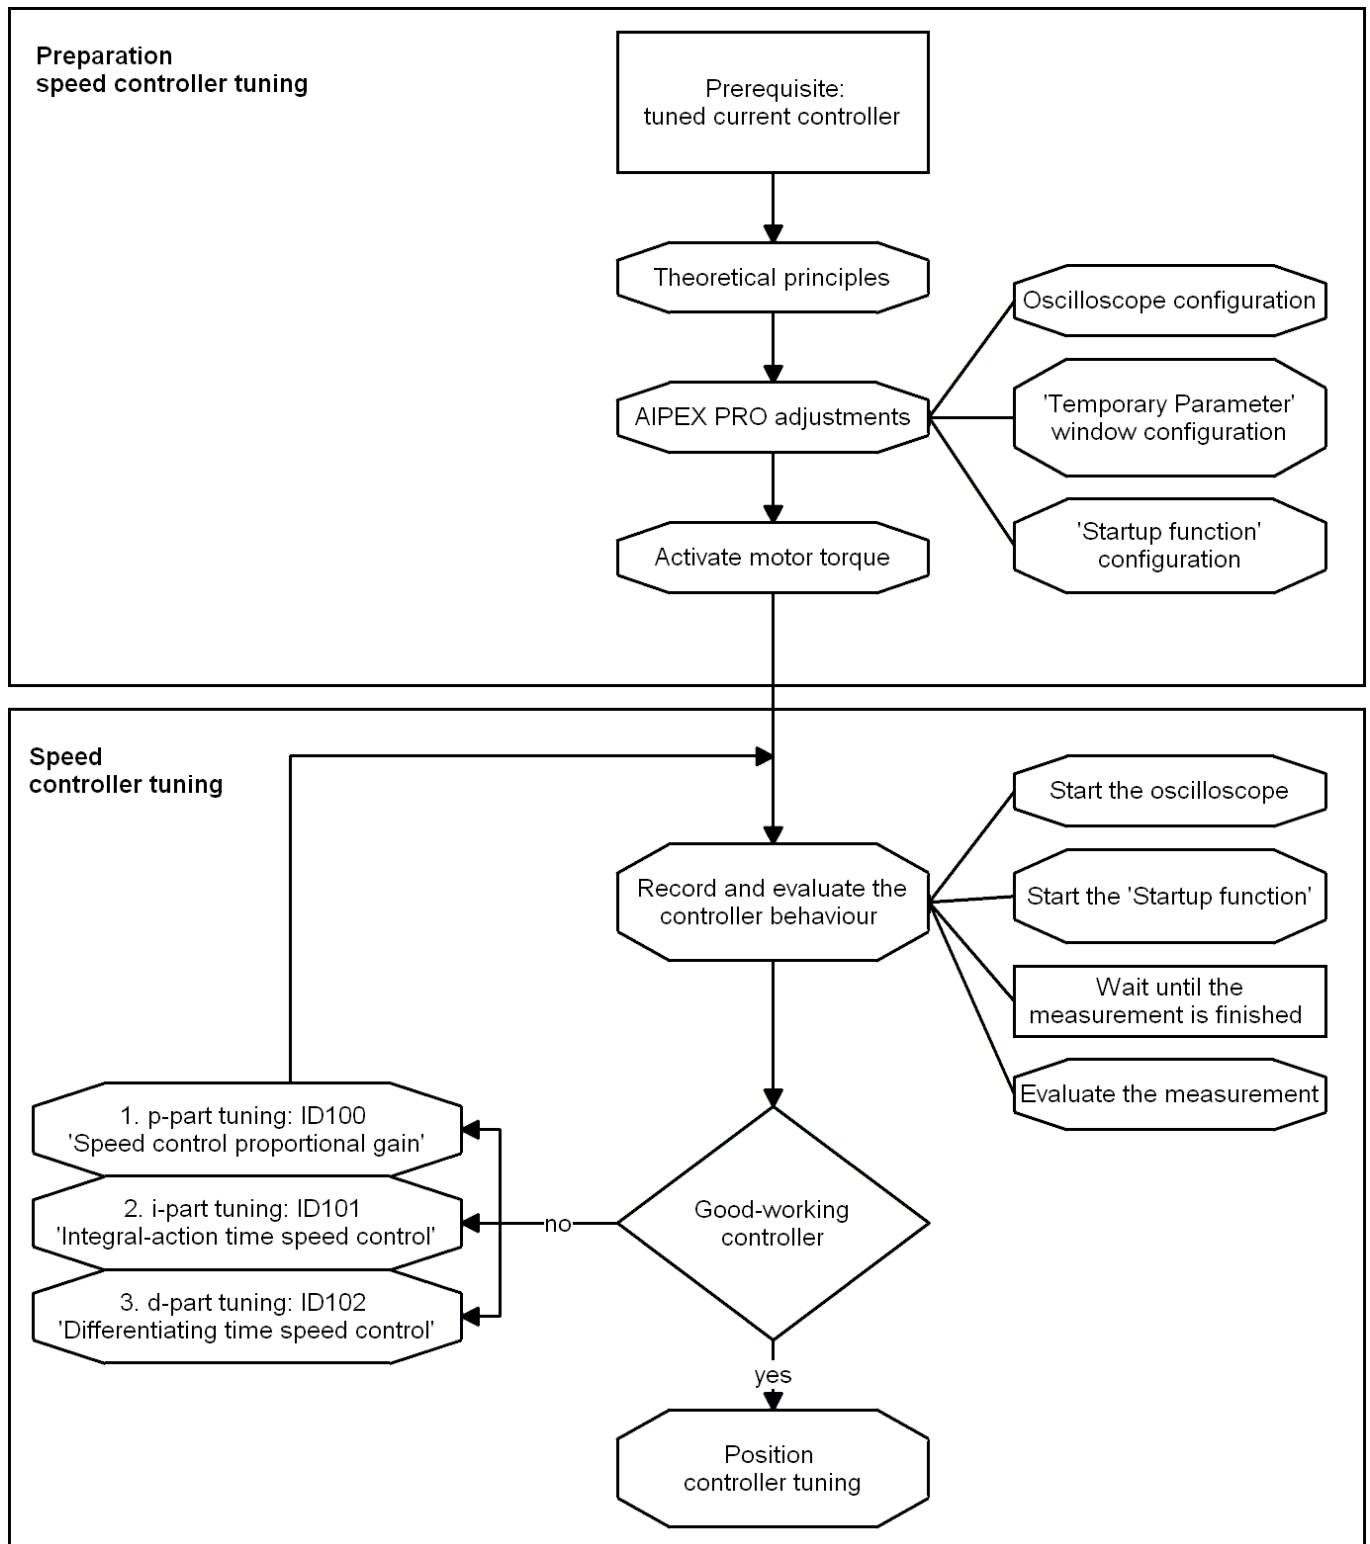 Preparation
speed controller tuning
Prerequisite:
tuned current controller
Theoretical principles
Oscilloscope configuration
AIPEX PRO adjustments
'Temporary Parameter'
window configuration
Activate motor torque
'Startup function'
configuration
Speed
controller tuning
Start the oscilloscope
Record and evaluate the
controller behaviour
Start the 'Startup function'
Wait until the
measurement is finished
Evaluate the measurement
1. p-part tuning: ID100
'Speed control proportional gain'
2. i-part tuning: ID101
'Integral-action time speed control'
3. d-part tuning: ID102
'Differentiating time speed control'
no
Good-working
controller
yes
Position
controller tuning